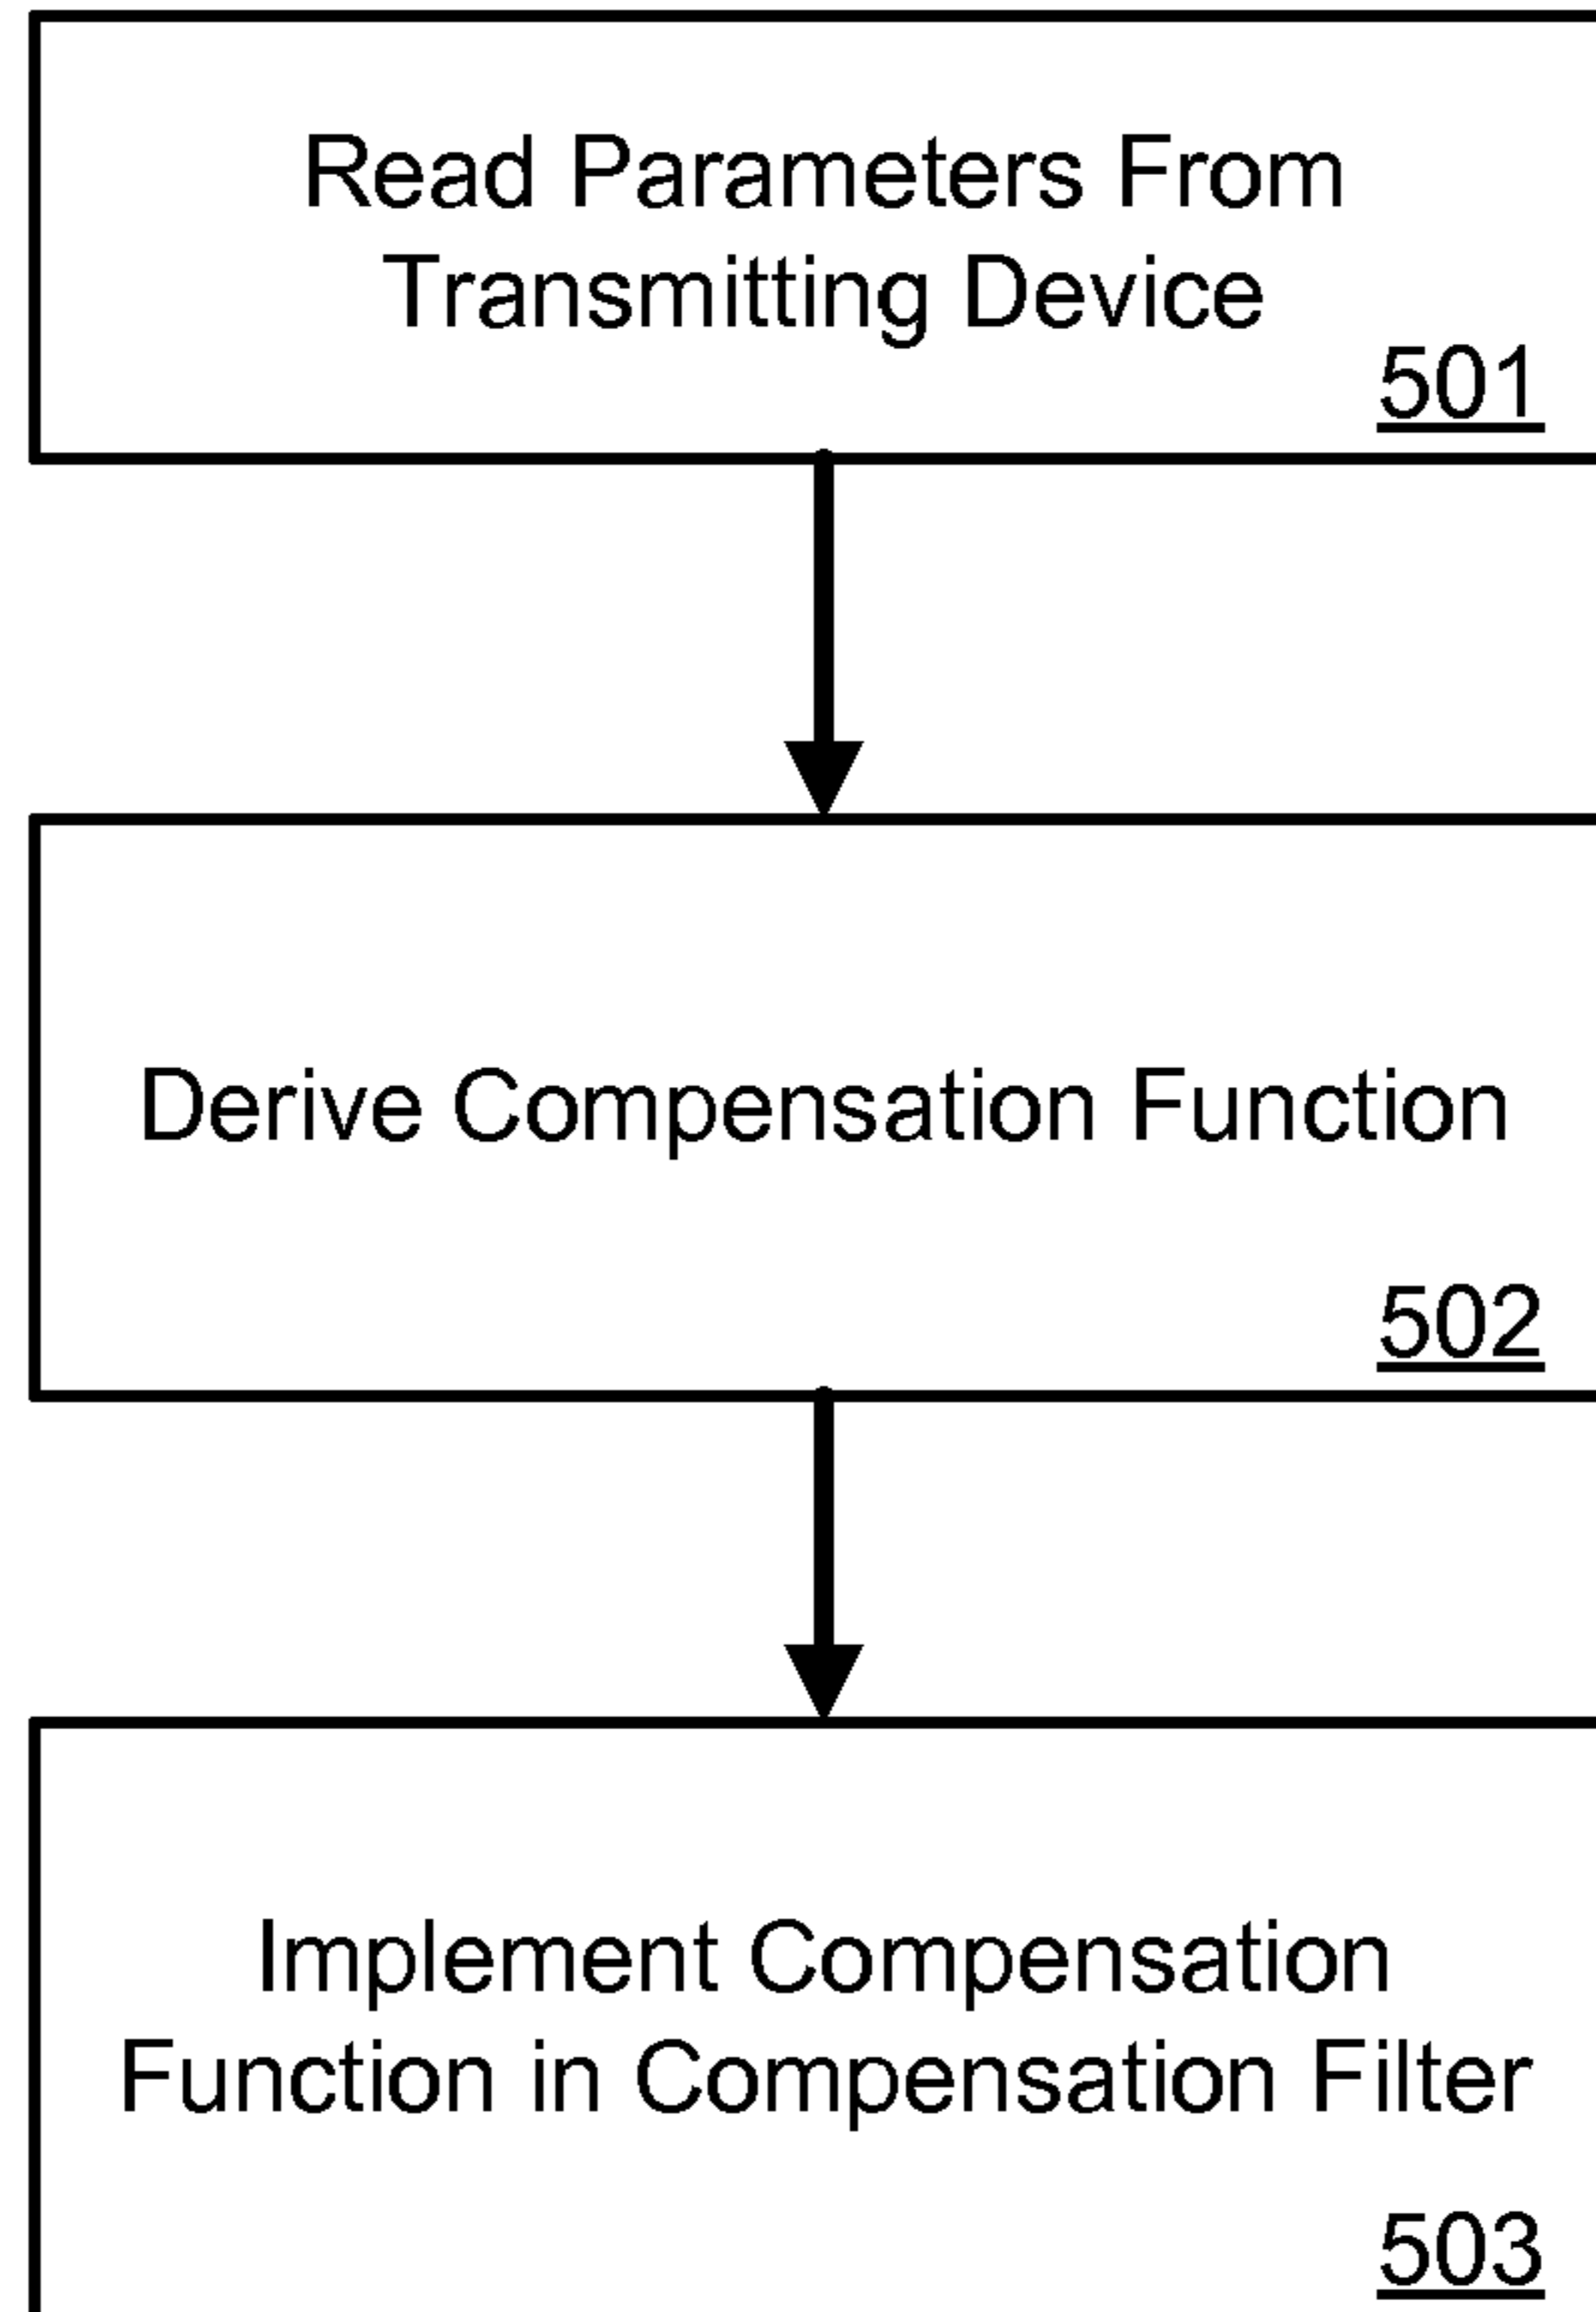 Read Parameters From
Transmitting Device
501
Derive Compensation Function
502
Implement Compensation
Function in Compensation Filter
503